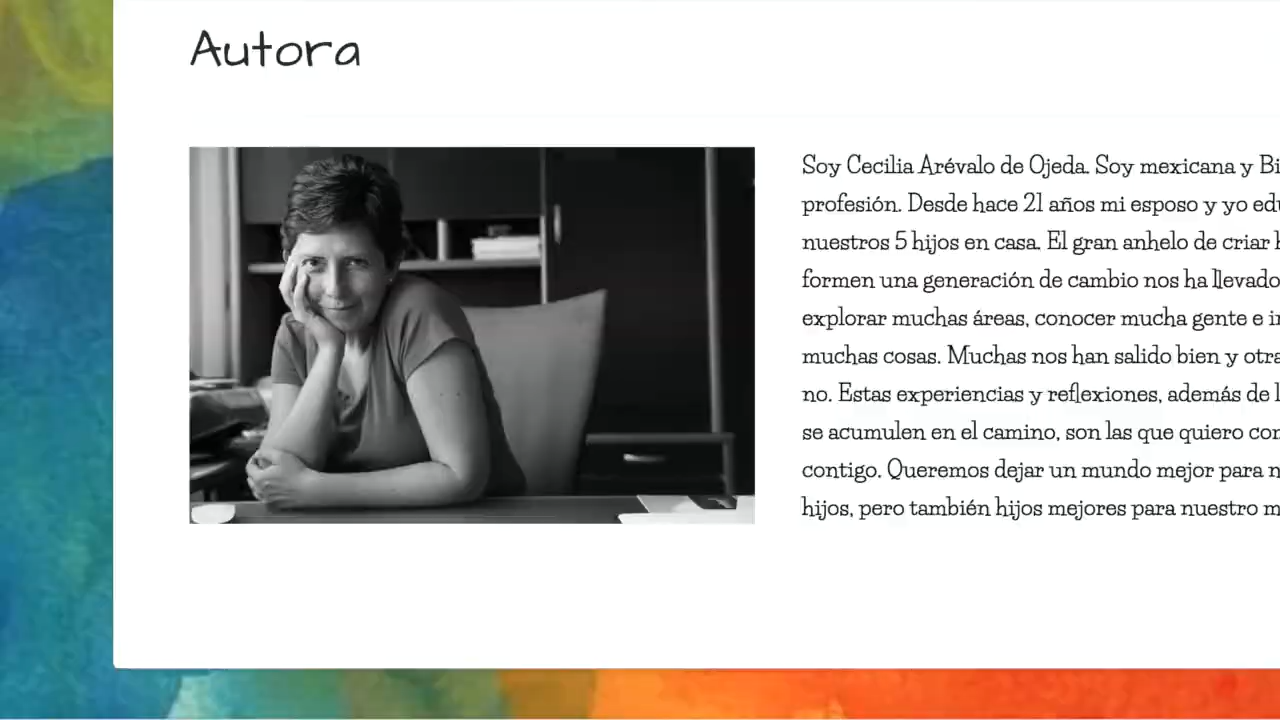 Autora
Soy Cecilia Arévalo de Ojeda. Soy mexicana y Bi
profesión. Desde hace 21 años mi esposo y yo edu
nuestros 5 hijos en casa. El gran anhelo de criar
formen una generación de cambio nos ha llevado
explorar muchas áreas, conocer mucha gente e
muchas cosas. Muchas nos han salido bien y otra
no. Estas experiencias y reflexiones, además de
se acumulen en el camino, son las que quiero
contigo. Queremos dejar un mundo mejor para
hijos, pero también hijos mejores para nuestro